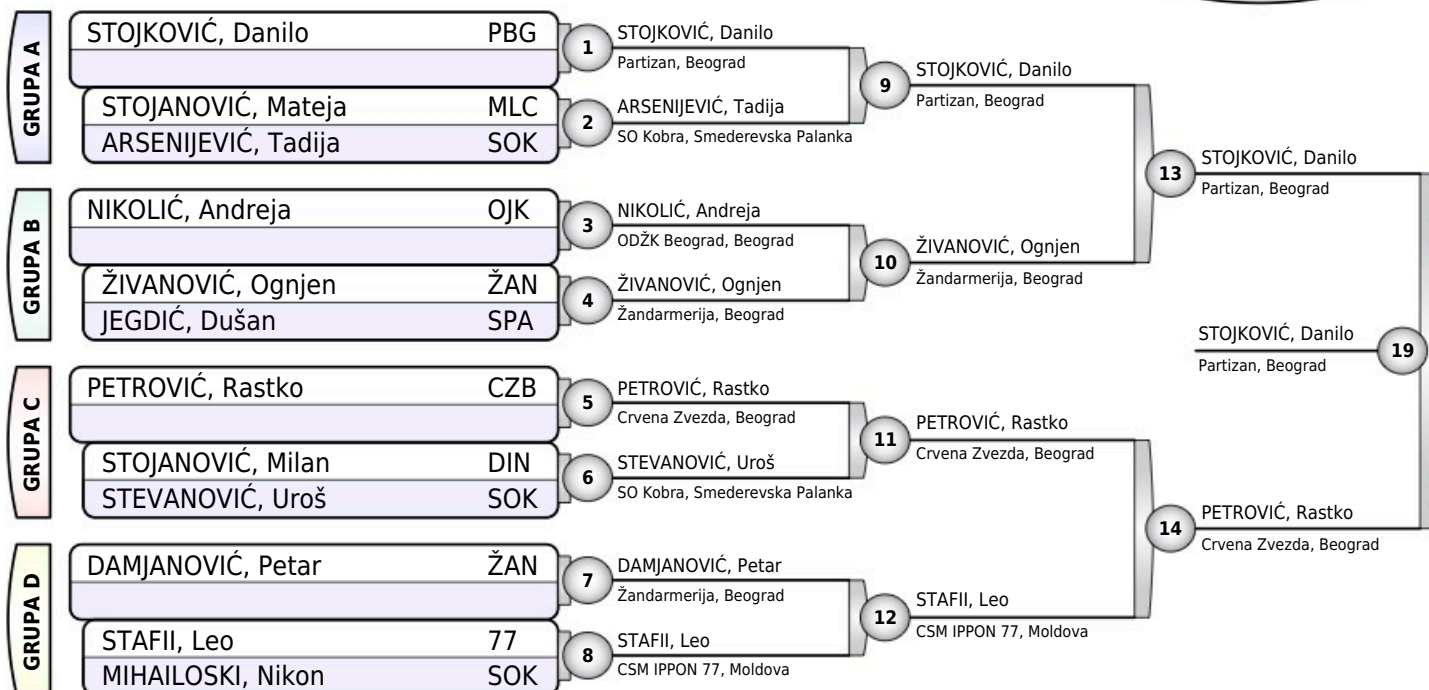 GRUPA A
STOJKOVIĆ, Danilo PBG
STOJANOVIĆ, Mateja MLC
ARSENIJEVIĆ, Tadija SOK
1
STOJKOVIĆ, Danilo
Partizan, Beograd
2
ARSENIJEVIĆ, Tadija
SO Kobra, Smederevska Palanka
9
STOJKOVIĆ, Danilo
Partizan, Beograd
GRUPA B
NIKOLIĆ, Andreja OJK
ŽIVANOVIĆ, Ognjen ŽAN
JEGDIĆ, Dušan SPA
3
NIKOLIĆ, Andreja
ODŽK Beograd, Beograd
4
ŽIVANOVIĆ, Ognjen
Žandarmerija, Beograd
10
ŽIVANOVIĆ, Ognjen
Žandarmerija, Beograd
13
STOJKOVIĆ, Danilo
Partizan, Beograd
GRUPA C
PETROVIĆ, Rastko CZB
STOJANOVIĆ, Milan DIN
STEVANOVIĆ, Uroš SOK
5
PETROVIĆ, Rastko
Crvena Zvezda, Beograd
6
STEVANOVIĆ, Uroš
SO Kobra, Smederevska Palanka
11
PETROVIĆ, Rastko
Crvena Zvezda, Beograd
GRUPA D
DAMJANOVIĆ, Petar ŽAN
STAFII, Leo 77
MIHAILOSKI, Nikon SOK
7
DAMJANOVIĆ, Petar
Žandarmerija, Beograd
8
STAFII, Leo
CSM IPPON 77, Moldova
12
STAFII, Leo
CSM IPPON 77, Moldova
14
PETROVIĆ, Rastko
Crvena Zvezda, Beograd
STOJKOVIĆ, Danilo
Partizan, Beograd
19